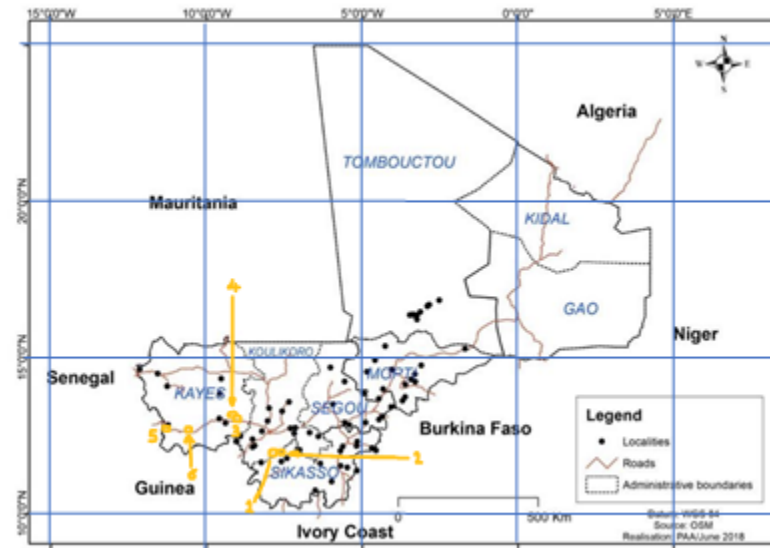 15°0'0"W 10°0'0"W 5°0'0"W 0°0'0" 5°0'0"E
N
W E
S
Algeria
TOMBOUCTOU
20°0'0"N
Mauritania
KIDAL
4
GAO
Niger
15°0'0"N
KOULIKORO
Senegal
KAYES
MOPTI
SEGOU
5
3
Burkina Faso
2
6
SIKASSO
Guinea
1
Legend
Localities
Roads
Administrative boundaries
0 500 Km
10°0'0"N
Ivory Coast
Datum: WGS 84
Source: OSM
Realisation: PAA/June 2018